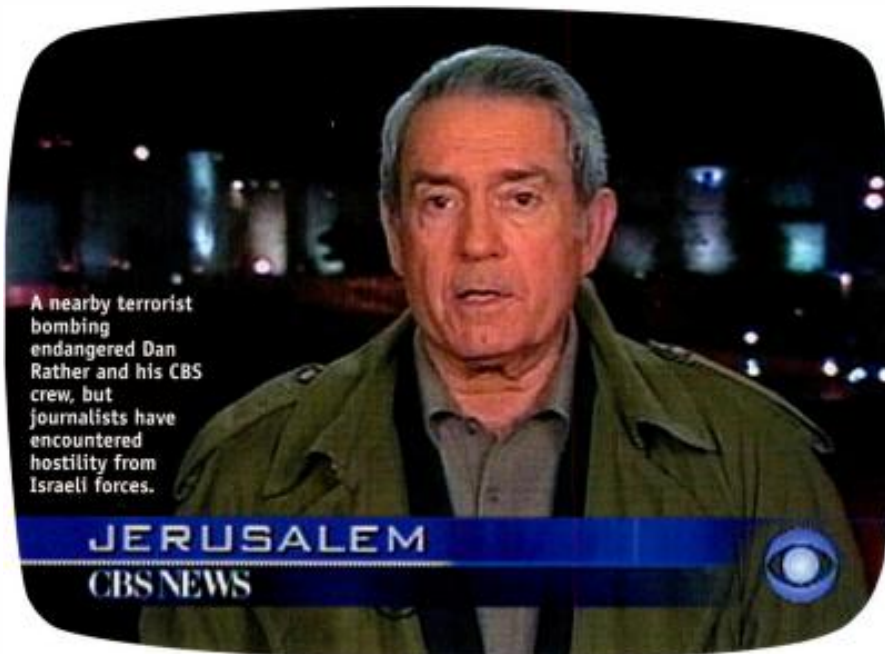 A nearby terrorist
bombing
endangered Dan
Rather and his CBS
crew, but
journalists have
encountered
hostility from
Israeli forces.
JERUSALEM
CBS NEWS